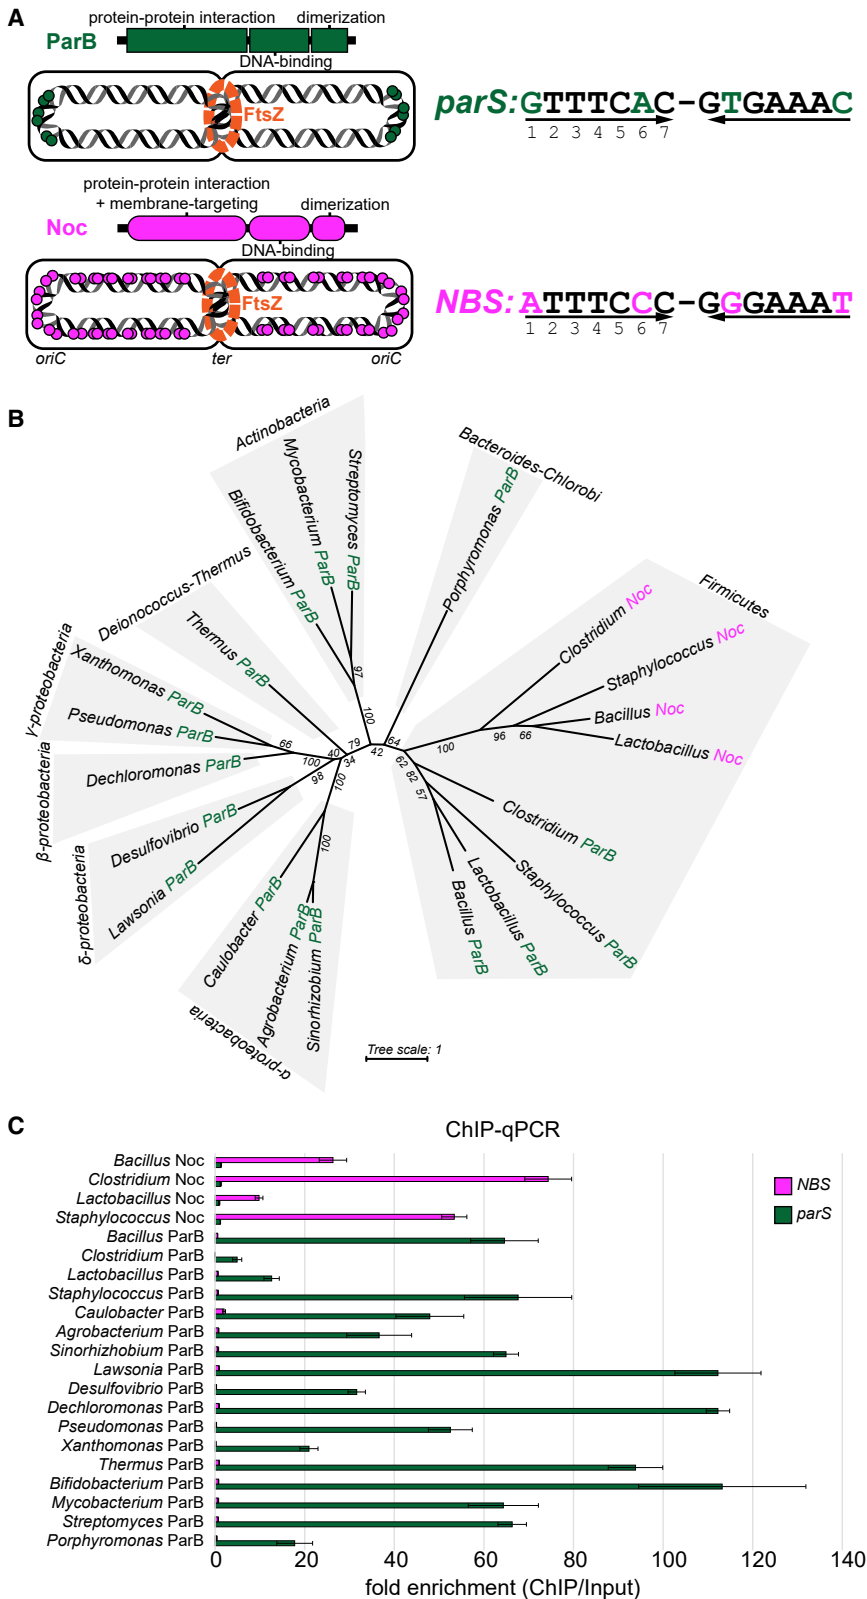 A
protein-protein interaction dimerization
ParB
DNA-binding
FtsZ
parS: GTTTCAC-GTGAAAC
1 2 3 4 5 6 7
protein-protein interaction
+ membrane-targeting dimerization
Noc
DNA-binding
FtsZ
NBS: ATTTCCC-GGGAAAT
1 2 3 4 5 6 7
oriC ter oriC
B
Actinobacteria
Bifidobacterium ParB
Mycobacterium ParB
Streptomyces ParB
97
100
Bacteroides-Chlorobi
Porphyromonas ParB
Firmicutes
Clostridium Noc
Staphylococcus Noc
Bacillus Noc
Lactobacillus Noc
100
96
66
64
42
62
82
57
Clostridium ParB
Staphylococcus ParB
Lactobacillus ParB
Bacillus ParB
Deionococcus-Thermus
Thermus ParB
79
40
34
γ-proteobacteria
Xanthomonas ParB
Pseudomonas ParB
66
100
β-proteobacteria
Dechloromonas ParB
98
100
δ-proteobacteria
Desulfovibrio ParB
Lawsonia ParB
100
α-proteobacteria
Caulobacter ParB
Agrobacterium ParB
Sinorhizobium ParB
Tree scale: 1
C
ChIP-qPCR
Bacillus Noc
Clostridium Noc
Lactobacillus Noc
Staphylococcus Noc
Bacillus ParB
Clostridium ParB
Lactobacillus ParB
Staphylococcus ParB
Caulobacter ParB
Agrobacterium ParB
Sinorhizhobium ParB
Lawsonia ParB
Desulfovibrio ParB
Dechloromonas ParB
Pseudomonas ParB
Xanthomonas ParB
Thermus ParB
Bifidobacterium ParB
Mycobacterium ParB
Streptomyces ParB
Porphyromonas ParB
NBS
parS
0 20 40 60 80 100 120 140
fold enrichment (ChIP/Input)